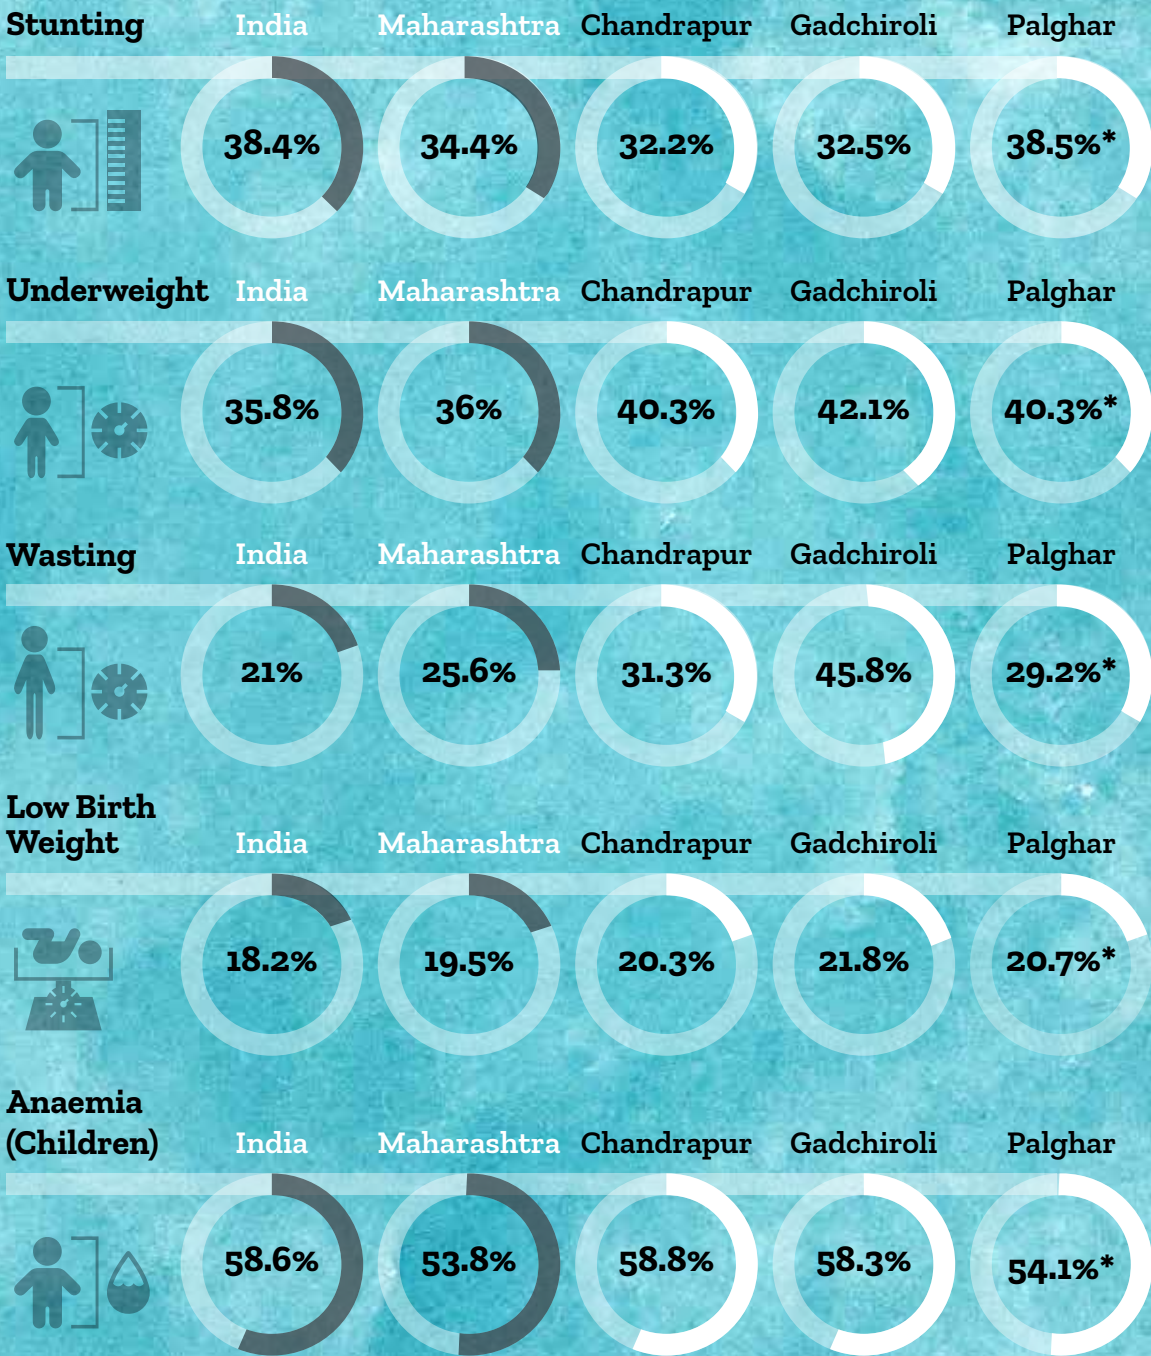 Stunting India Maharashtra Chandrapur Gadchiroli Palghar
38.4% 34.4% 32.2% 32.5% 38.5%*
Underweight India Maharashtra Chandrapur Gadchiroli Palghar
35.8% 36% 40.3% 42.1% 40.3%*
Wasting India Maharashtra Chandrapur Gadchiroli Palghar
21% 25.6% 31.3% 45.8% 29.2%*
Low Birth
Weight India Maharashtra Chandrapur Gadchiroli Palghar
18.2% 19.5% 20.3% 21.8% 20.7%*
Anaemia
(Children) India Maharashtra Chandrapur Gadchiroli Palghar
58.6% 53.8% 58.8% 58.3% 54.1%*